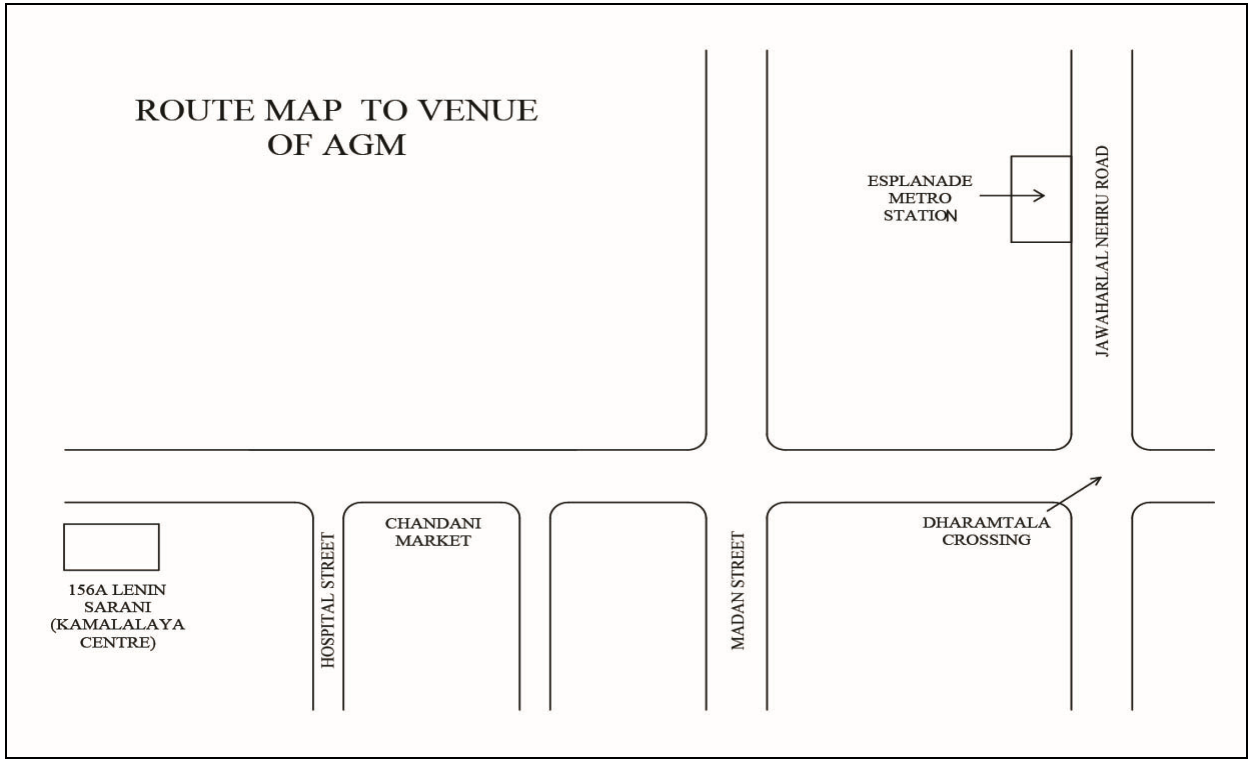 ROUTE MAP TO VENUE
OF AGM
ESPLANADE
METRO
STATION
JAWAHARLAL NEHRU ROAD
CHANDANI
MARKET
DHARAMTALA
CROSSING
156A LENIN
SARANI
(KAMALALAYA
CENTRE)
HOSPITAL STREET
MADAN STREET